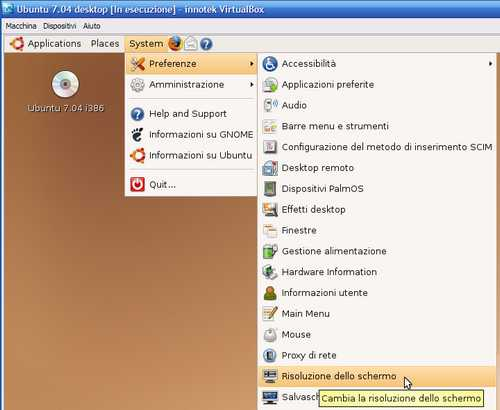 Ubuntu 7.04 desktop [In esecuzione] - innotek VirtualBox
Macchina Dispositivi Aiuto
Applications Places System
Ubuntu 7.04 i386
Preferenze
Amministrazione
Help and Support
Informazioni su GNOME
Informazioni su Ubuntu
Quit...
Accessibilità
Applicazioni preferite
Audio
Barre menu e strumenti
Configurazione del metodo di inserimento SCIM
Desktop remoto
Dispositivi PalmOS
Effetti desktop
Finestre
Gestione alimentazione
Hardware Information
Informazioni utente
Main Menu
Mouse
Proxy di rete
Risoluzione dello schermo
Cambia la risoluzione dello schermo